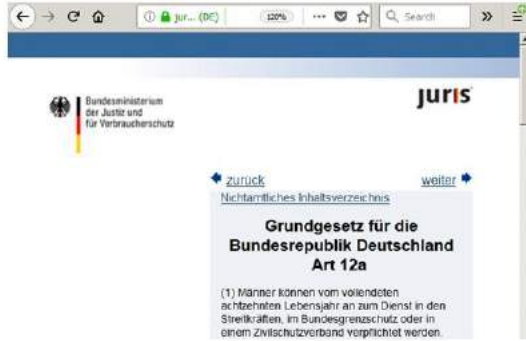 jur... (DE)
120%
Search
Bundesministerium
der Justiz und
für Verbraucherschutz
juris
zurück
weiter
Nichtamtliches Inhaltsverzeichnis
Grundgesetz für die
Bundesrepublik Deutschland
Art 12a
(1) Männer können vom vollendeten
achtzehnten Lebensjahr an zum Dienst in den
Streitkräften, im Bundesgrenzschutz oder in
einem Zivilschutzverband verpflichtet werden.